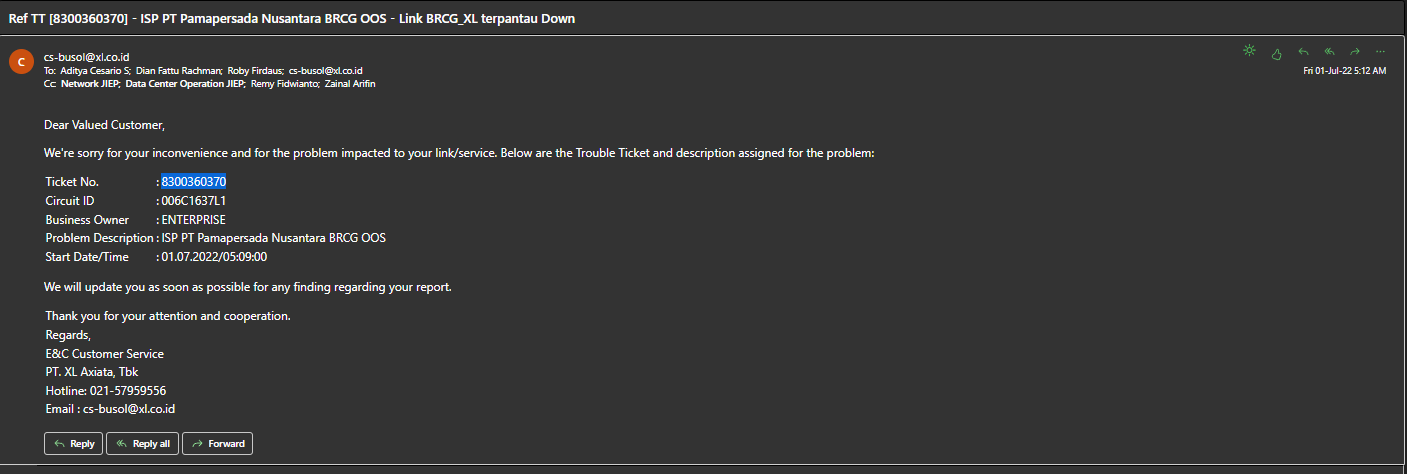 Ref TT [8300360370] - ISP PT Pamapersada Nusantara BRCG OOS - Link BRCG_XL terpantau Down
C
cs-busol@xl.co.id
To: Aditya Cesario S; Dian Fattu Rachman; Roby Firdaus; cs-busol@xl.co.id
Cc: Network JIEP; Data Center Operation JIEP; Remy Fidwianto; Zainal Arifin
Fri 01-Jul-22 5:12 AM
Dear Valued Customer,
We're sorry for your inconvenience and for the problem impacted to your link/service. Below are the Trouble Ticket and description assigned for the problem:
Ticket No. : 8300360370
Circuit ID : 006C1637L1
Business Owner : ENTERPRISE
Problem Description : ISP PT Pamapersada Nusantara BRCG OOS
Start Date/Time : 01.07.2022/05:09:00
We will update you as soon as possible for any finding regarding your report.
Thank you for your attention and cooperation.
Regards,
E&C Customer Service
PT. XL Axiata, Tbk
Hotline: 021-57959556
Email : cs-busol@xl.co.id
Reply Reply all Forward